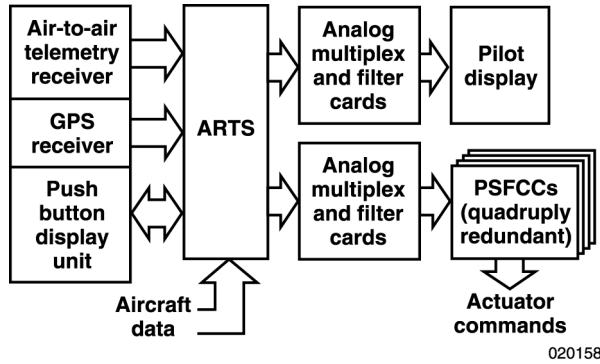 Air-to-air
telemetry
receiver
GPS
receiver
Push
button
display
unit
ARTS
Analog
multiplex
and filter
cards
Pilot
display
Analog
multiplex
and filter
cards
PSFCCs
(quadruply
redundant)
Aircraft
data
Actuator
commands
020158